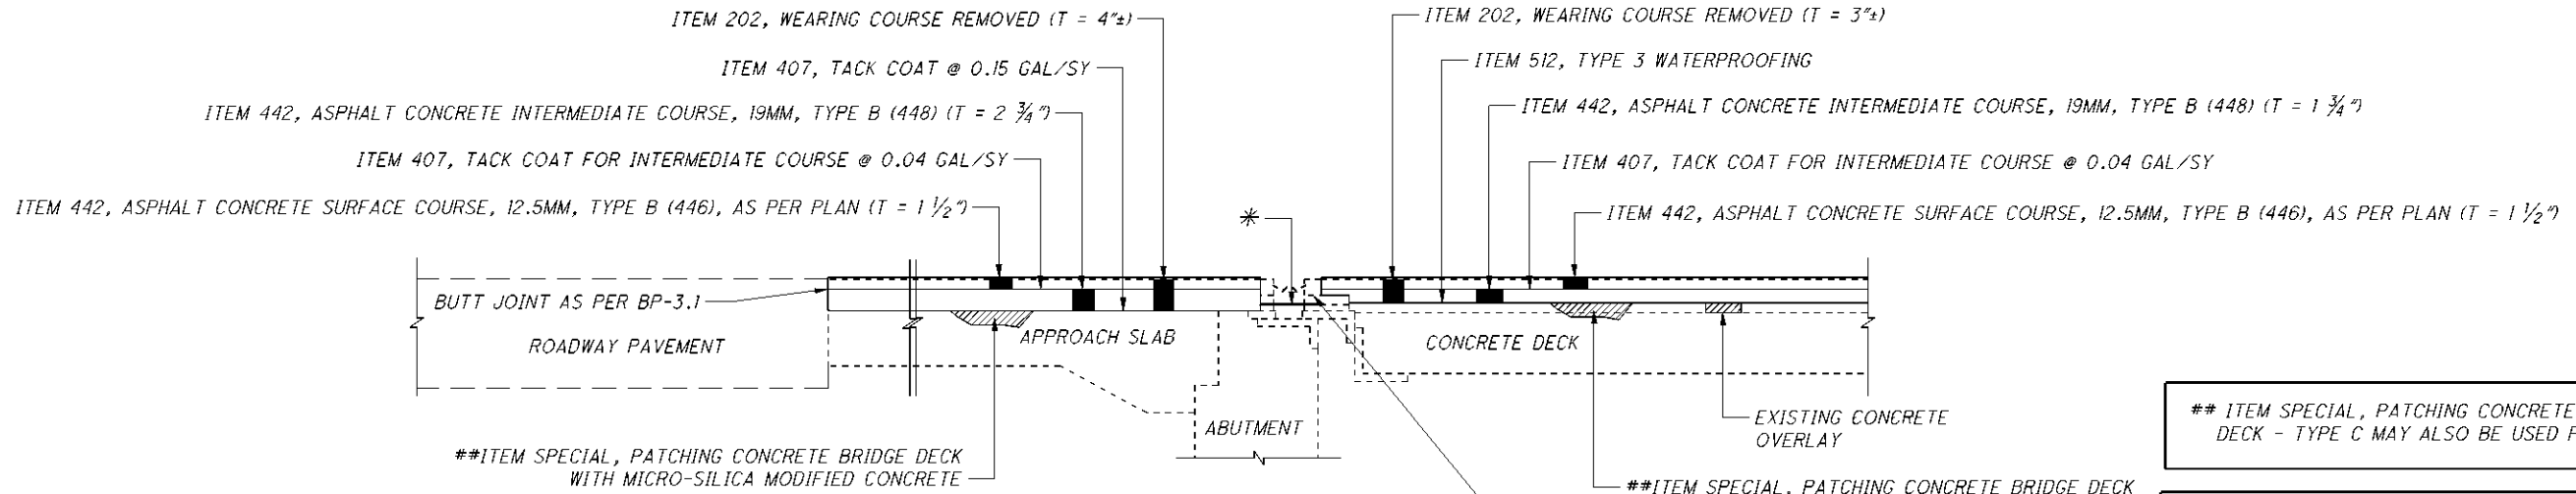 ITEM 202, WEARING COURSE REMOVED (T = 4"±)
ITEM 407, TACK COAT @ 0.15 GAL/SY
ITEM 442, ASPHALT CONCRETE INTERMEDIATE COURSE, 19MM, TYPE B (448) (T = 2 3/4")
ITEM 407, TACK COAT FOR INTERMEDIATE COURSE @ 0.04 GAL/SY
ITEM 442, ASPHALT CONCRETE SURFACE COURSE, 12.5MM, TYPE B (446), AS PER PLAN (T = 1 1/2")
ITEM 202, WEARING COURSE REMOVED (T = 3"±)
ITEM 512, TYPE 3 WATERPROOFING
ITEM 442, ASPHALT CONCRETE INTERMEDIATE COURSE, 19MM, TYPE B (448) (T = 1 3/4")
ITEM 407, TACK COAT FOR INTERMEDIATE COURSE @ 0.04 GAL/SY
ITEM 442, ASPHALT CONCRETE SURFACE COURSE, 12.5MM, TYPE B (446), AS PER PLAN (T = 1 1/2")
*
BUTT JOINT AS PER BP-3.1
ROADWAY PAVEMENT
APPROACH SLAB
CONCRETE DECK
ABUTMENT
EXISTING CONCRETE
OVERLAY
##ITEM SPECIAL, PATCHING CONCRETE BRIDGE DECK
WITH MICRO-SILICA MODIFIED CONCRETE
##ITEM SPECIAL, PATCHING CONCRETE BRIDGE DECK
## ITEM SPECIAL, PATCHING CONCRETE
DECK - TYPE C MAY ALSO BE USED F